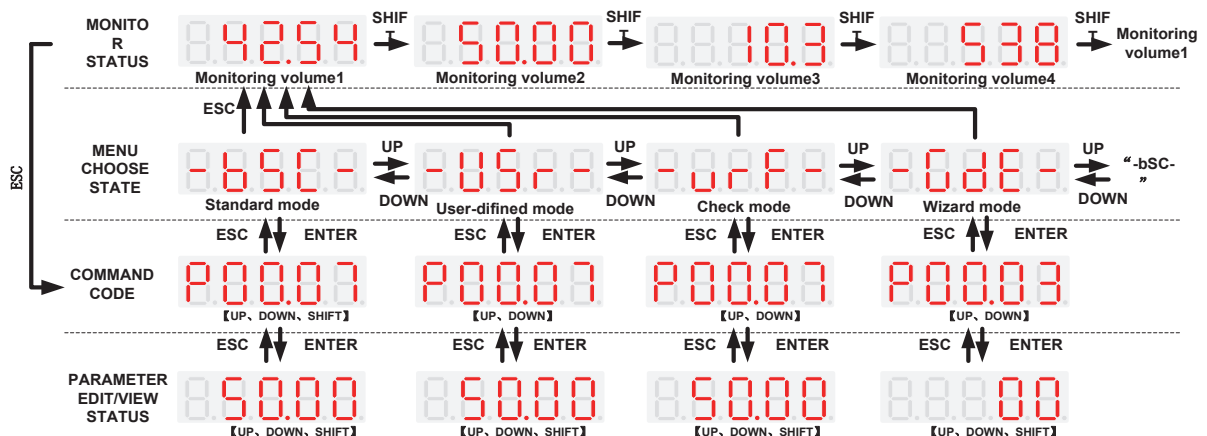 MONITO
R
STATUS
42.54
SHIF
T
50.00
SHIF
T
10.3
SHIF
T
538
SHIF
T
Monitoring
volume1
Monitoring volume1
Monitoring volume2
Monitoring volume3
Monitoring volume4
ESC
ESC
MENU
CHOOSE
STATE
-bSC-
UP
DOWN
-USr-
UP
DOWN
-urF-
UP
DOWN
-GdE-
UP
DOWN
“-bSC-
”
Standard mode
User-difined mode
Check mode
Wizard mode
ESC ENTER
ESC ENTER
ESC ENTER
ESC ENTER
COMMAND
CODE
P00.07
P00.07
P00.07
P00.03
【UP、DOWN、SHIFT】
【UP、DOWN】
【UP、DOWN】
【UP、DOWN】
ESC ENTER
ESC ENTER
ESC ENTER
ESC ENTER
PARAMETER
EDIT/VIEW
STATUS
50.00
50.00
50.00
00
【UP、DOWN、SHIFT】
【UP、DOWN、SHIFT】
【UP、DOWN、SHIFT】
【UP、DOWN、SHIFT】